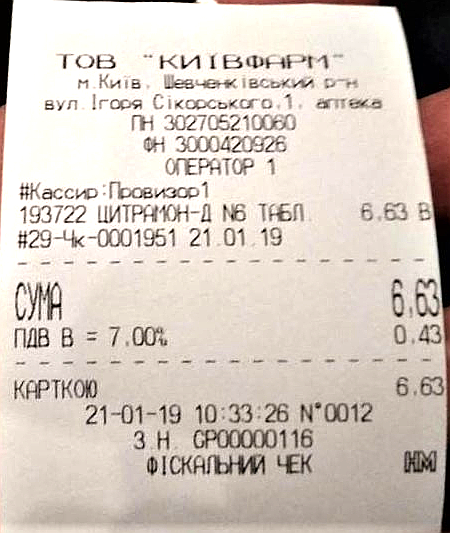 ТОВ "КИЇВФАРМ"
м.Київ, Шевченківський р-н
вул.Ігоря Сікорського,1, аптека
ПН 302705210060
ФН 3000420926
ОПЕРАТОР 1
#Кассир:Провизор1
193722 ЦИТРАМОН-Д N6 ТАБЛ. 6,63 В
#29-Чк-0001951 21.01.19
СУМА 6,63
ПДВ В = 7,00% 0,43
КАРТКОЮ 6,63
21-01-19 10:33:26 N°0012
З.Н. CP00000116
ФІСКАЛЬНИЙ ЧЕК НМ